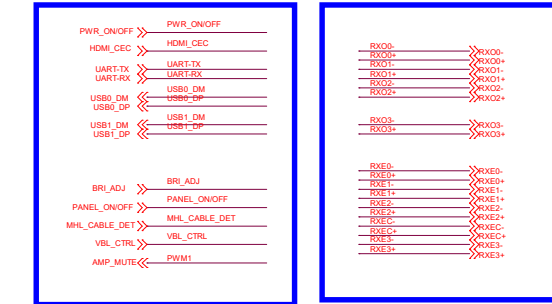 PWR_ON/OFF PWR_ON/OFF
HDMI_CEC HDMI_CEC
UART-TX UART-TX
UART-RX UART-RX
USB0_DM USB0_DM
USB0_DP USB0_DP
USB1_DM USB1_DM
USB1_DP USB1_DP
BRI_ADJ BRI_ADJ
PANEL_ON/OFF PANEL_ON/OFF
MHL_CABLE_DET MHL_CABLE_DET
VBL_CTRL VBL_CTRL
AMP_MUTE PWM1
RXO0- RXO0-
RXO0+ RXO0+
RXO1- RXO1-
RXO1+ RXO1+
RXO2- RXO2-
RXO2+ RXO2+
RXO3- RXO3-
RXO3+ RXO3+
RXE0- RXE0-
RXE0+ RXE0+
RXE1- RXE1-
RXE1+ RXE1+
RXE2- RXE2-
RXE2+ RXE2+
RXEC- RXEC-
RXEC+ RXEC+
RXE3- RXE3-
RXE3+ RXE3+